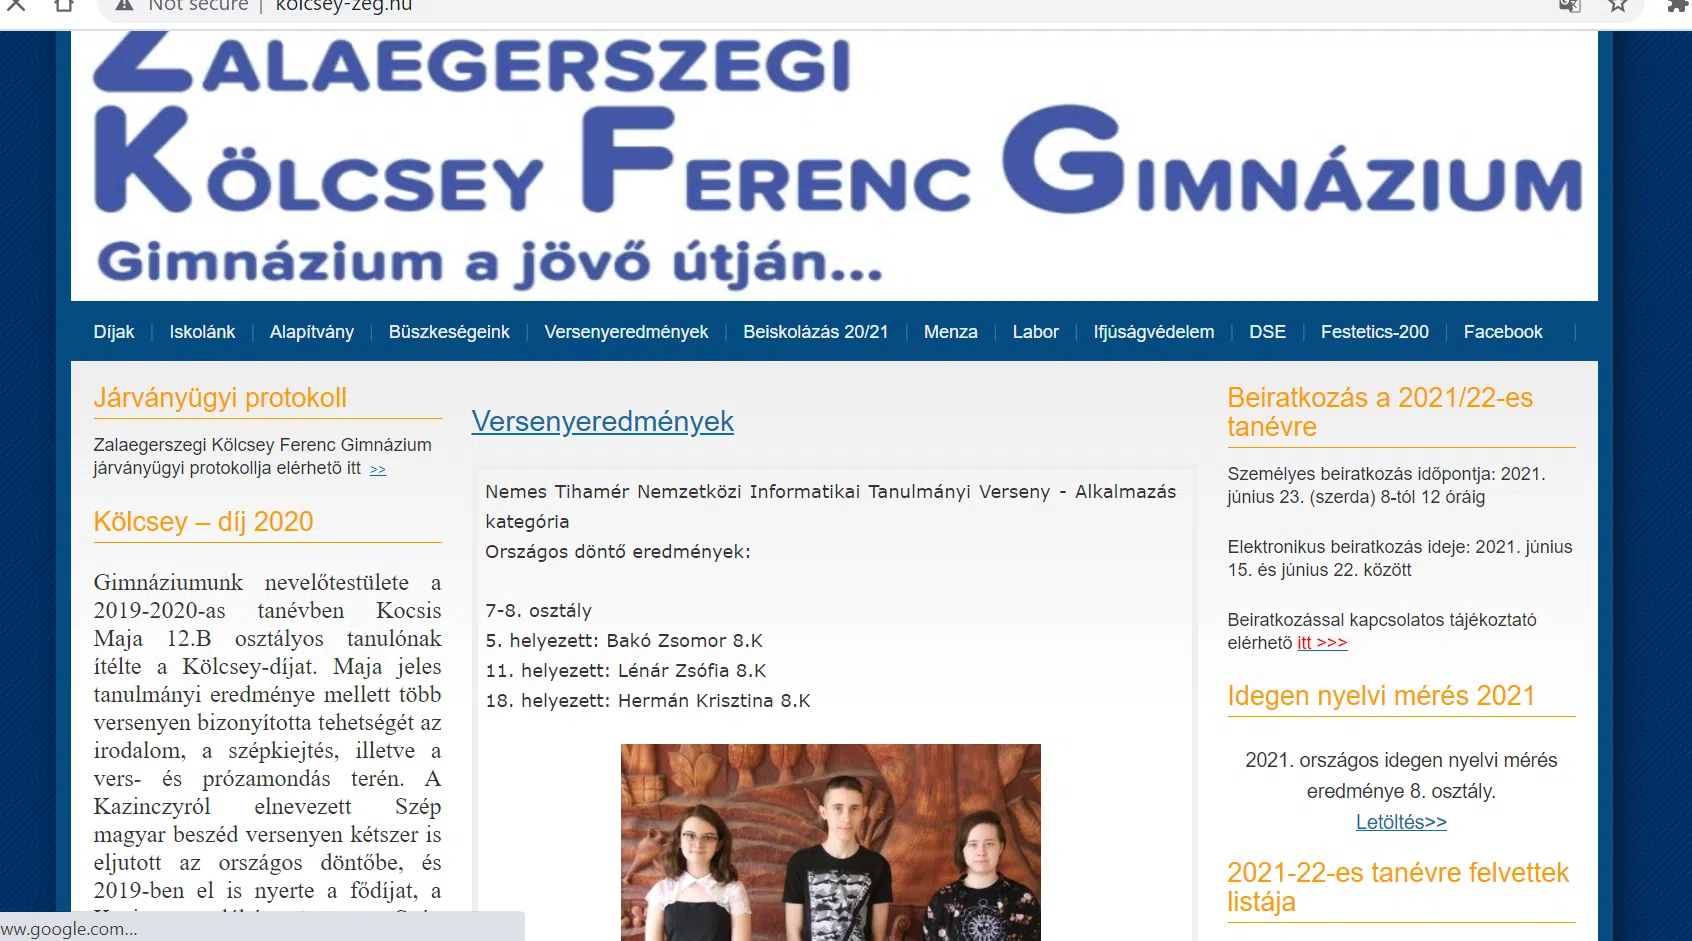 Not secure | kolcsey-zeg.hu
ZALAEGERSZEGI
KÖLCSEY FERENC GIMNÁZIUM
Gimnázium a jövő útján...
Díjak | Iskolánk | Alapítvány | Büszkeségeink | Versenyeredmények | Beiskolázás 20/21 | Menza | Labor | Ifjúságvédelem | DSE | Festetics-200 | Facebook |
Járványügyi protokoll
Zalaegerszegi Kölcsey Ferenc Gimnázium
járványügyi protokollja elérhető itt >>
Kölcsey – díj 2020
Gimnáziumunk nevelőtestülete a
2019-2020-as tanévben Kocsis
Maja 12.B osztályos tanulónak
ítélte a Kölcsey-díjat. Maja jeles
tanulmányi eredménye mellett több
versenyen bizonyította tehetségét az
irodalom, a szépkiejtés, illetve a
vers- és prózamondás terén. A
Kazinczyról elnevezett Szép
magyar beszéd versenyen kétszer is
eljutott az országos döntőbe, és
2019-ben el is nyerte a fődíjat, a
ww.google.com...
Versenyeredmények
Nemes Tihamér Nemzetközi Informatikai Tanulmányi Verseny - Alkalmazás
kategória
Országos döntő eredmények:
7-8. osztály
5. helyezett: Bakó Zsomor 8.K
11. helyezett: Lénár Zsófia 8.K
18. helyezett: Hermán Krisztina 8.K
Beiratkozás a 2021/22-es
tanévre
Személyes beiratkozás időpontja: 2021.
június 23. (szerda) 8-tól 12 óráig
Elektronikus beiratkozás ideje: 2021. június
15. és június 22. között
Beiratkozással kapcsolatos tájékoztató
elérhető itt >>>
Idegen nyelvi mérés 2021
2021. országos idegen nyelvi mérés
eredménye 8. osztály.
Letöltés>>
2021-22-es tanévre felvettek
listája